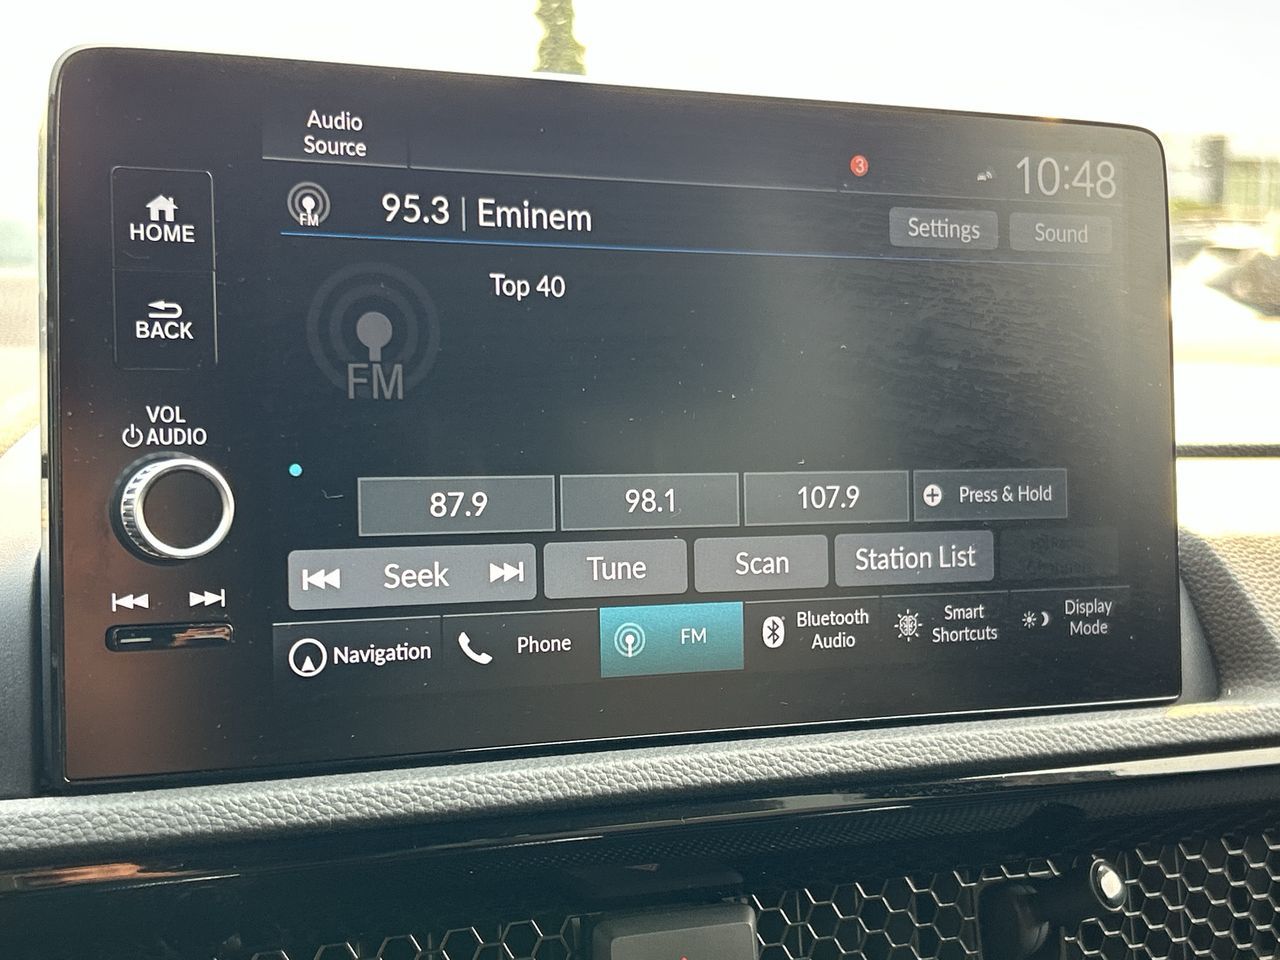 Audio
Source
3
10:48
HOME
FM
95.3 | Eminem
Settings
Sound
Top 40
BACK
FM
VOL
AUDIO
87.9
98.1
107.9
Press & Hold
Seek
Tune
Scan
Station List
Navigation
Phone
FM
Bluetooth
Audio
Smart
Shortcuts
Display
Mode